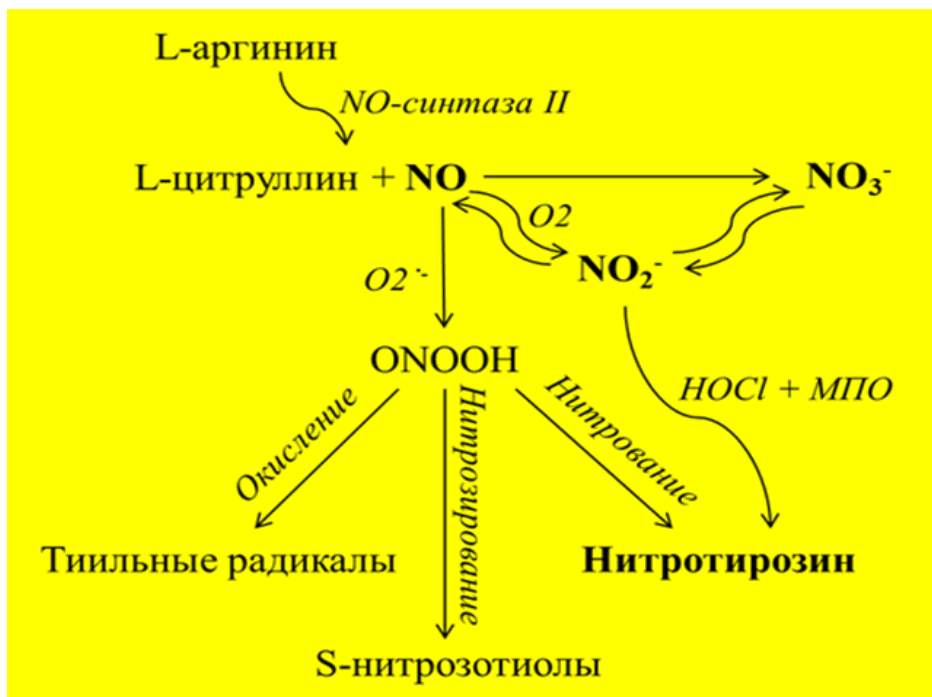 L-аргинин
NO-синтаза II
L-цитруллин + NO
NO₃⁻
O2
NO₂⁻
O2˙⁻
ONOOH
HOCl + МПО
Окисление
Нитрозирование
Нитрование
Тиильные радикалы
Нитротирозин
S-нитрозотиолы